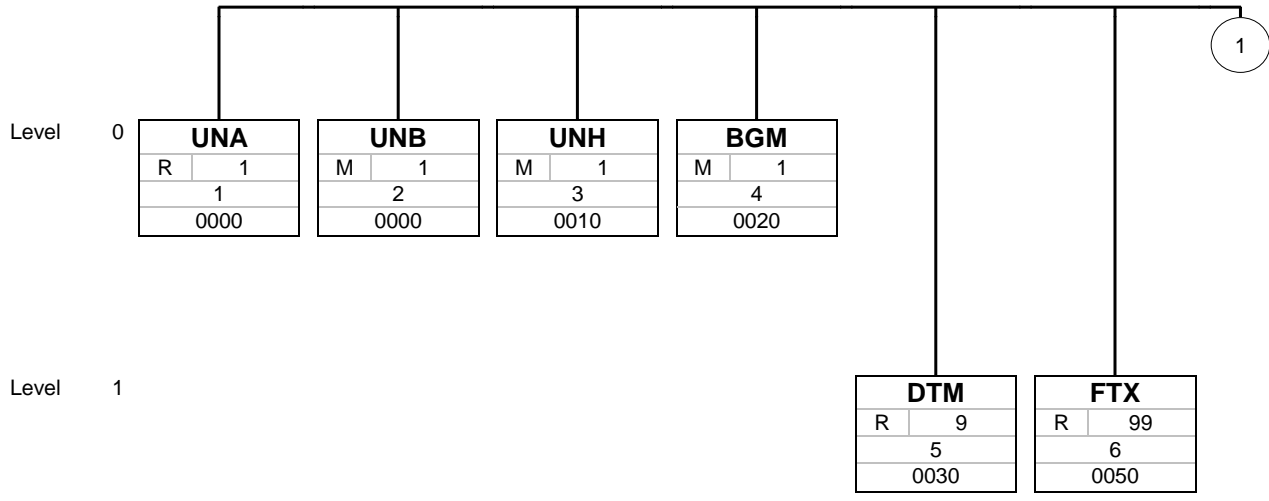 1
Level 0
UNA UNB UNH BGM
R 1 M 1 M 1 M 1
1 2 3 4
0000 0000 0010 0020
Level 1
DTM FTX
R 9 R 99
5 6
0030 0050